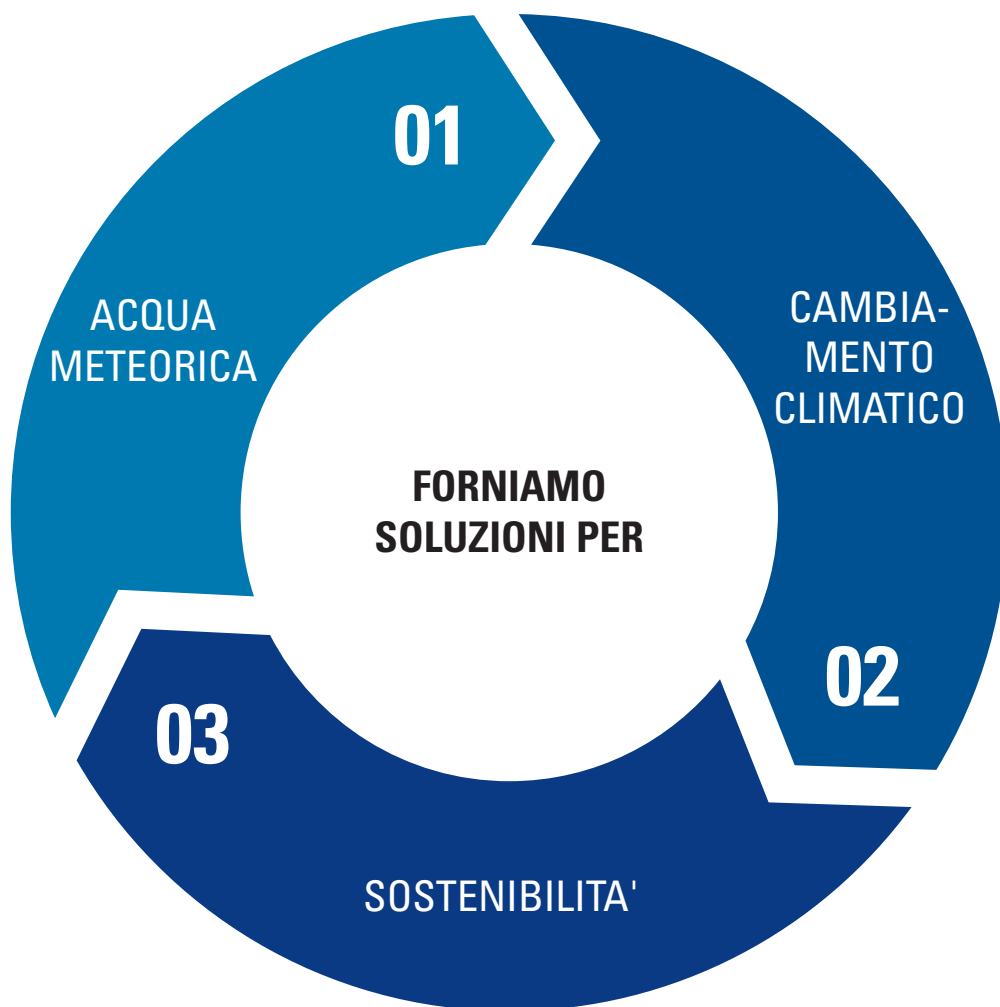 01
ACQUA
METEORICA
CAMBIA-
MENTO
CLIMATICO
02
03
SOSTENIBILITA'
FORNIAMO
SOLUZIONI PER